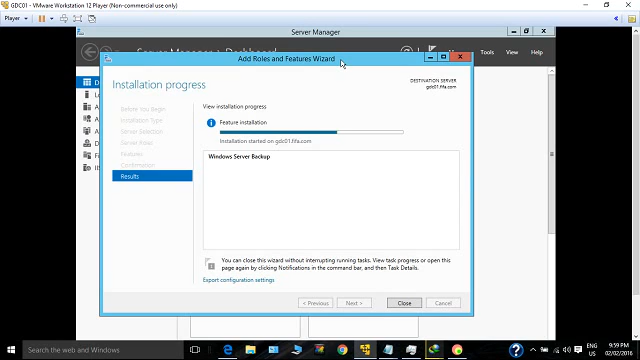 GDC01 - VMware Workstation 12 Player (Non-commercial use only)
Player
Server Manager
Tools View Help
Add Roles and Features Wizard
Installation progress
DESTINATION SERVER
gdc01.fifa.com
Before You Begin
Installation Type
Server Selection
Server Roles
Features
Confirmation
Results
View installation progress
Feature installation
Installation started on gdc01.fifa.com
Windows Server Backup
You can close this wizard without interrupting running tasks. View task progress or open this
page again by clicking Notifications in the command bar, and then Task Details.
Export configuration settings
< Previous Next > Close Cancel
Search the web and Windows
ENG
US
9:59 PM
02/02/2016